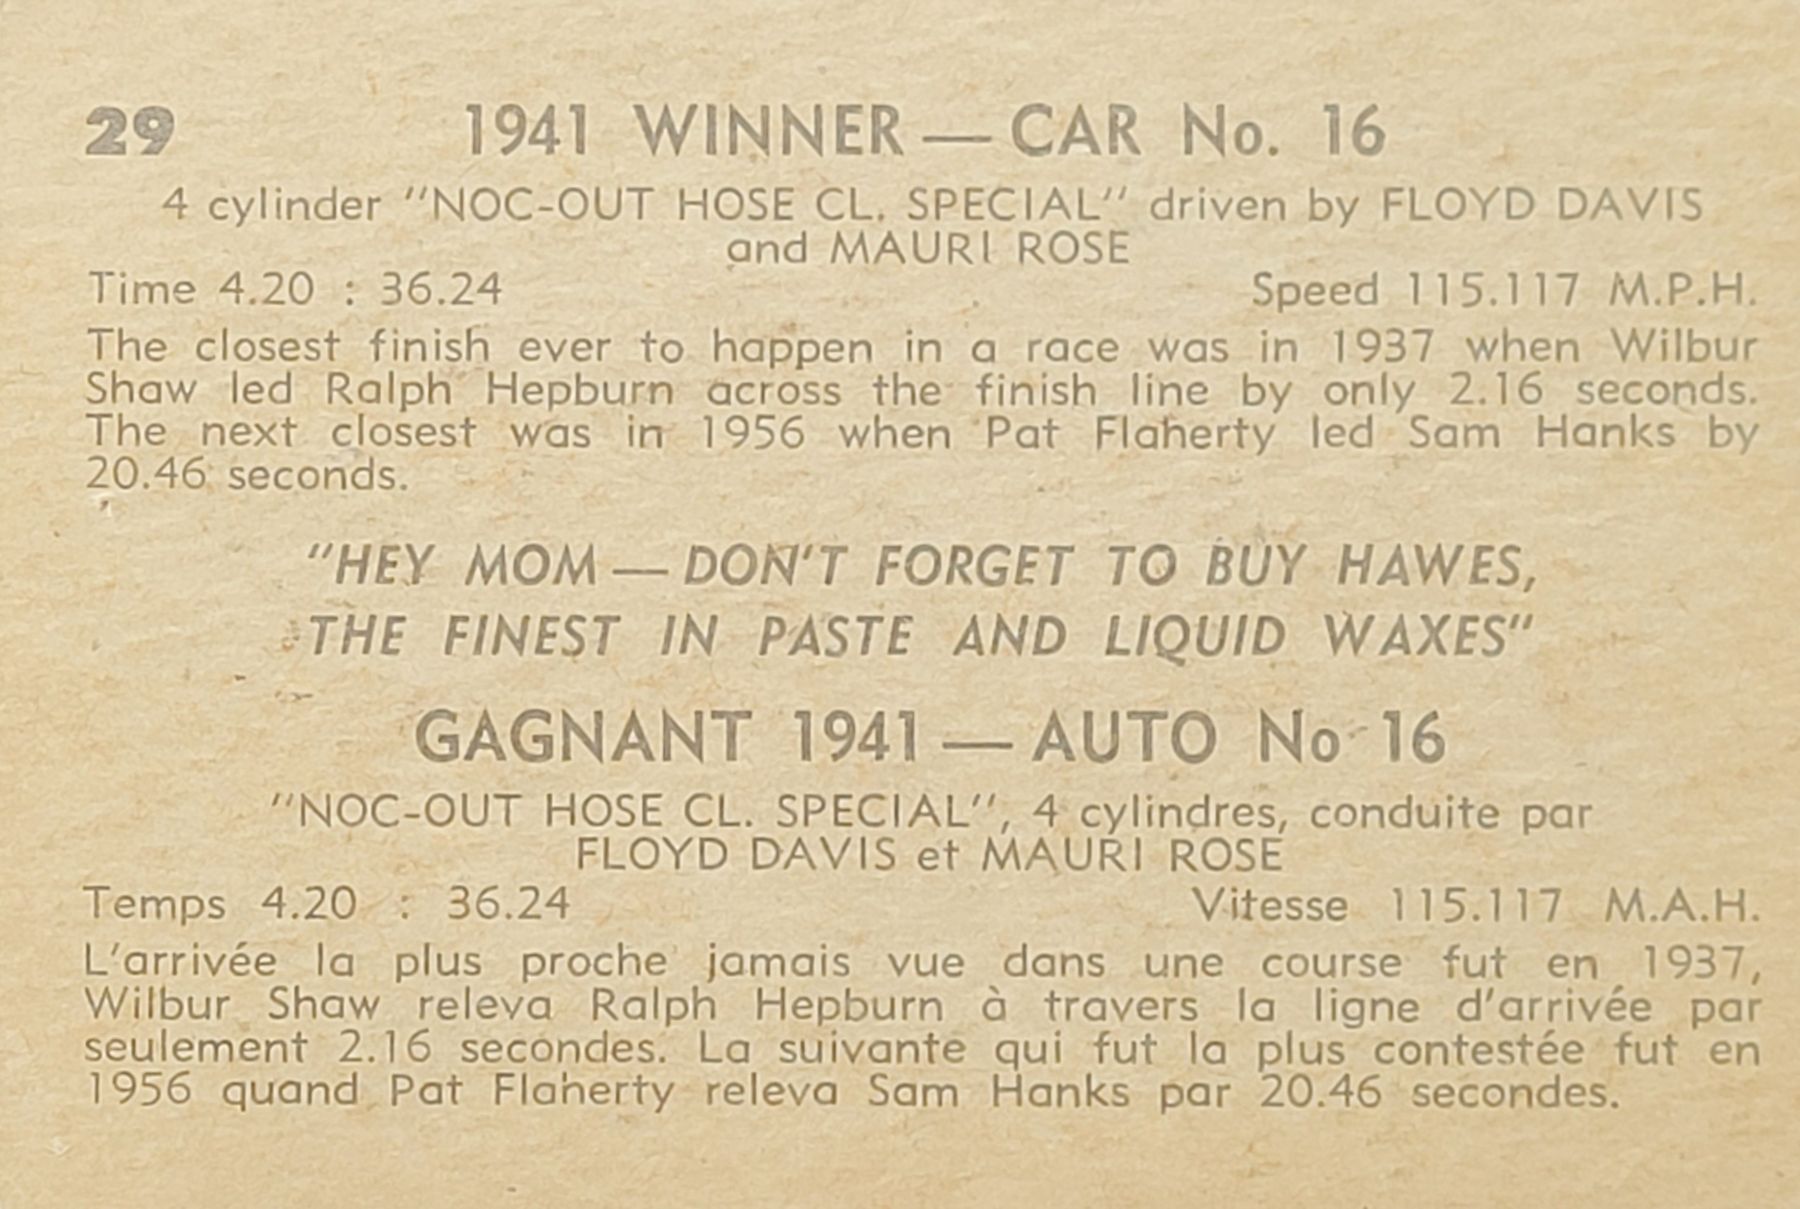 29 1941 WINNER — CAR No. 16
4 cylinder "NOC-OUT HOSE CL. SPECIAL" driven by FLOYD DAVIS
and MAURI ROSE
Time 4.20 : 36.24 Speed 115.117 M.P.H.
The closest finish ever to happen in a race was in 1937 when Wilbur
Shaw led Ralph Hepburn across the finish line by only 2.16 seconds.
The next closest was in 1956 when Pat Flaherty led Sam Hanks by
20.46 seconds.
"HEY MOM — DON'T FORGET TO BUY HAWES,
THE FINEST IN PASTE AND LIQUID WAXES"
GAGNANT 1941 — AUTO No 16
"NOC-OUT HOSE CL. SPECIAL", 4 cylindres, conduite par
FLOYD DAVIS et MAURI ROSE
Temps 4.20 : 36.24 Vitesse 115.117 M.A.H.
L'arrivée la plus proche jamais vue dans une course fut en 1937,
Wilbur Shaw releva Ralph Hepburn à travers la ligne d'arrivée par
seulement 2.16 secondes. La suivante qui fut la plus contestée fut en
1956 quand Pat Flaherty releva Sam Hanks par 20.46 secondes.